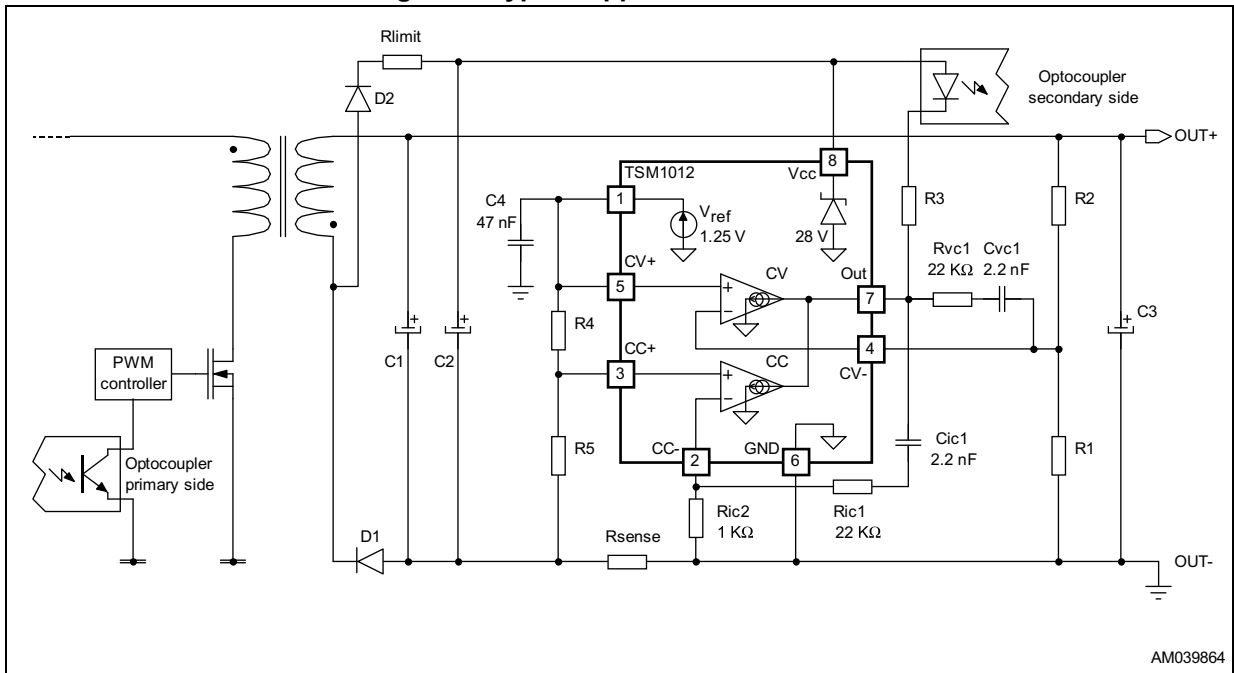 Rlimit
D2
Optocoupler
secondary side
OUT+
TSM1012
8
Vcc
C4
47 nF
1
Vref
1.25 V
28 V
R3
R2
Rvc1
22 KΩ
Cvc1
2.2 nF
CV+
5
CV
Out
7
C3
R4
C1
C2
PWM
controller
CC+
3
CC
4
CV-
Cic1
2.2 nF
R5
CC-
2
GND
6
R1
Optocoupler
primary side
Ric2
1 KΩ
Ric1
22 KΩ
D1
Rsense
OUT-
AM039864